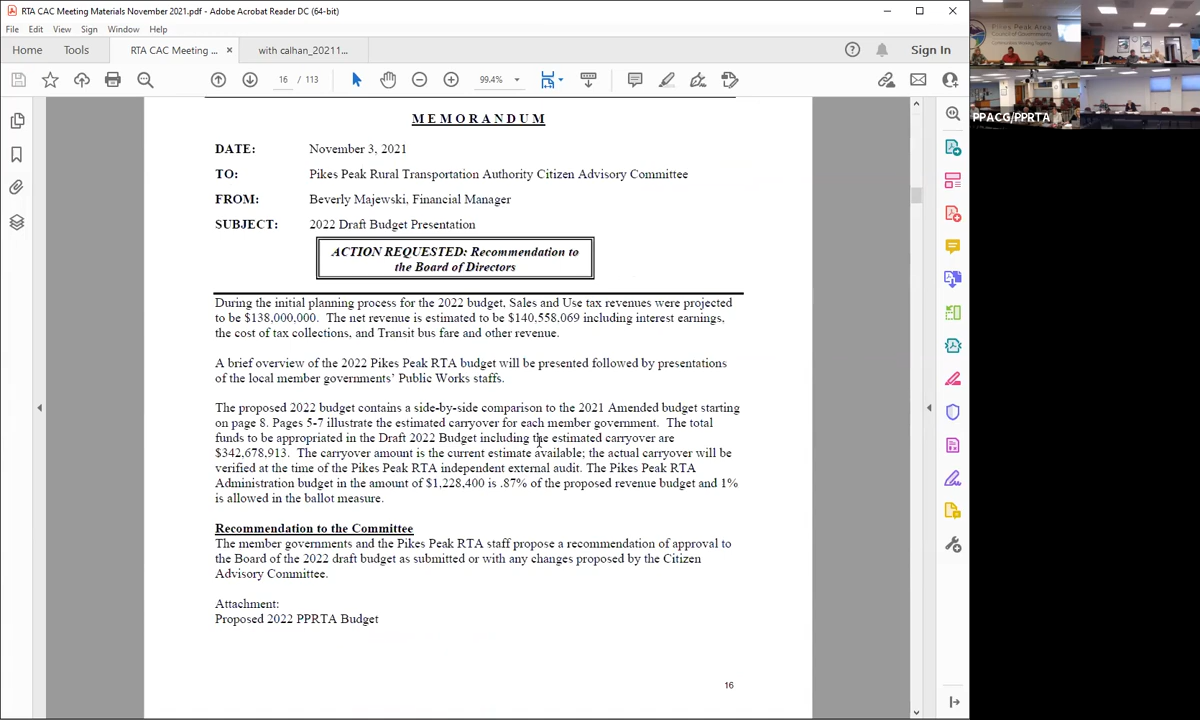 RTA CAC Meeting Materials November 2021.pdf - Adobe Acrobat Reader DC (64-bit)
File Edit View Sign Window Help
Home Tools RTA CAC Meeting ... × with calhan_20211... Sign In
16 / 113 99.4%
MEMORANDUM
DATE: November 3, 2021
TO: Pikes Peak Rural Transportation Authority Citizen Advisory Committee
FROM: Beverly Majewski, Financial Manager
SUBJECT: 2022 Draft Budget Presentation
ACTION REQUESTED: Recommendation to
the Board of Directors
During the initial planning process for the 2022 budget, Sales and Use tax revenues were projected
to be $138,000,000. The net revenue is estimated to be $140,558,069 including interest earnings,
the cost of tax collections, and Transit bus fare and other revenue.
A brief overview of the 2022 Pikes Peak RTA budget will be presented followed by presentations
of the local member governments' Public Works staffs.
The proposed 2022 budget contains a side-by-side comparison to the 2021 Amended budget starting
on page 8. Pages 5-7 illustrate the estimated carryover for each member government. The total
funds to be appropriated in the Draft 2022 Budget including the estimated carryover are
$342,678,913. The carryover amount is the current estimate available; the actual carryover will be
verified at the time of the Pikes Peak RTA independent external audit. The Pikes Peak RTA
Administration budget in the amount of $1,228,400 is .87% of the proposed revenue budget and 1%
is allowed in the ballot measure.
Recommendation to the Committee
The member governments and the Pikes Peak RTA staff propose a recommendation of approval to
the Board of the 2022 draft budget as submitted or with any changes proposed by the Citizen
Advisory Committee.
Attachment:
Proposed 2022 PPRTA Budget
16
Pikes Peak Area
Council of Governments
PPACG/PPRTA